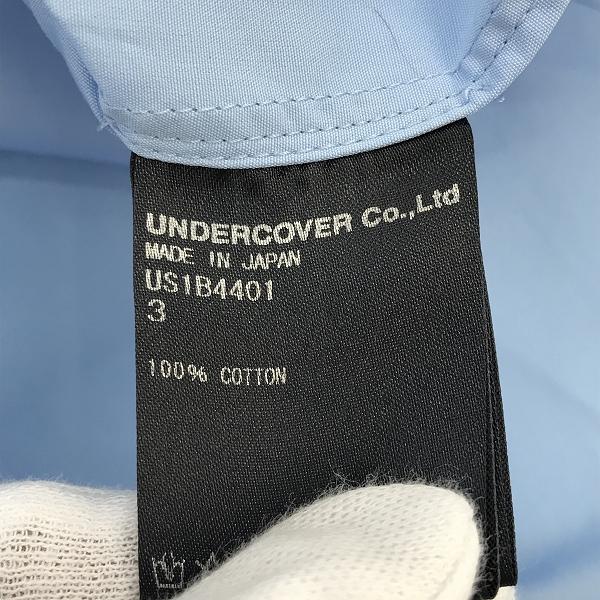 UNDERCOVER Co.,Ltd
MADE IN JAPAN
US1B4401
3
100% COTTON